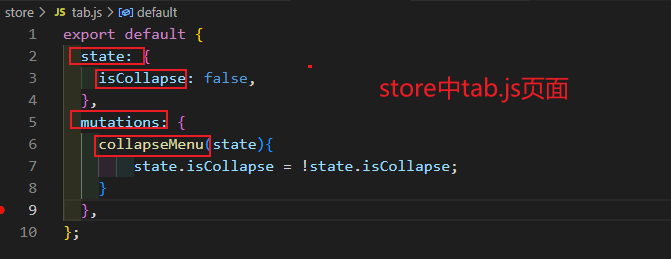 store > JS tab.js > default
1 export default {
2 state: {
3 isCollapse: false,
4 },
5 mutations: {
6 collapseMenu(state){
7 state.isCollapse = !state.isCollapse;
8 }
9 },
10 };
store中tab.js页面